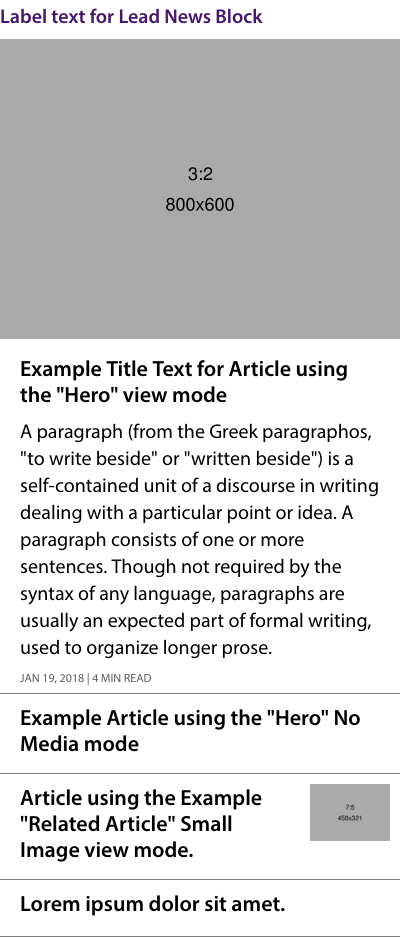 Label text for Lead News Block
3:2
800x600
Example Title Text for Article using
the "Hero" view mode
A paragraph (from the Greek paragraphos,
"to write beside" or "written beside") is a
self-contained unit of a discourse in writing
dealing with a particular point or idea. A
paragraph consists of one or more
sentences. Though not required by the
syntax of any language, paragraphs are
usually an expected part of formal writing,
used to organize longer prose.
JAN 19, 2018 | 4 MIN READ
Example Article using the "Hero" No
Media mode
Article using the Example
"Related Article" Small
Image view mode.
7:5
450x321
Lorem ipsum dolor sit amet.